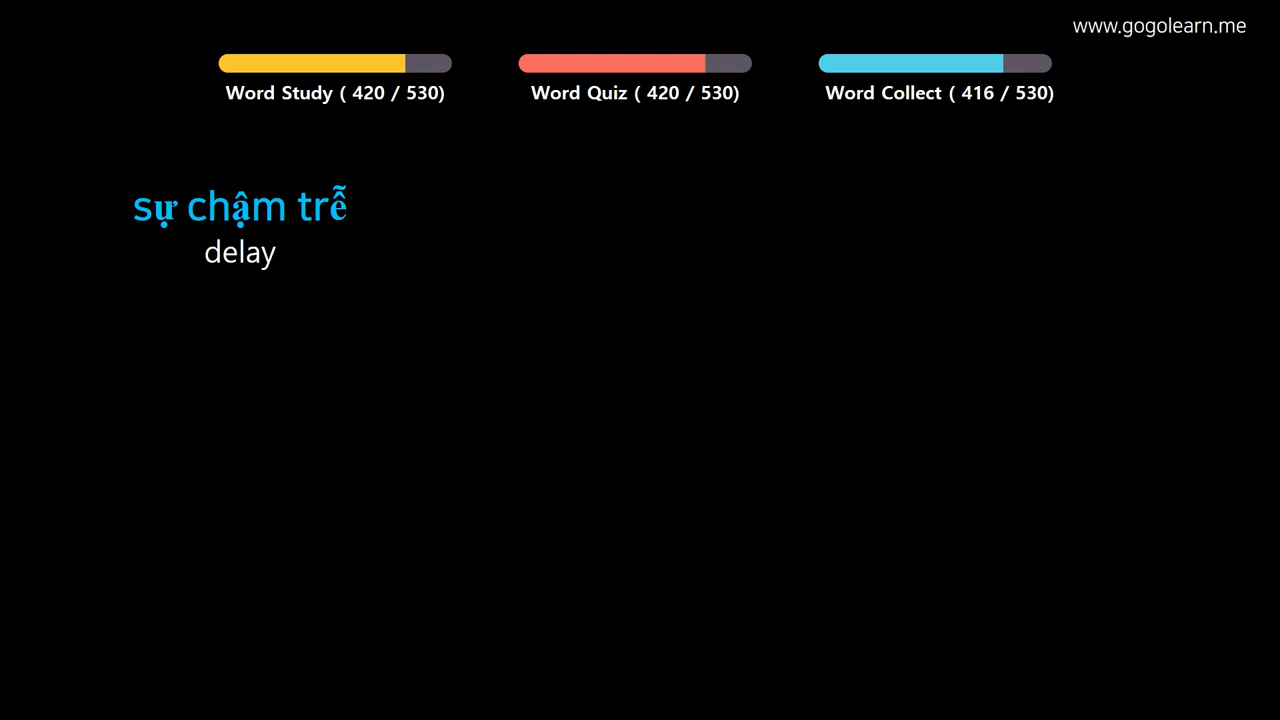 www.gogolearn.me
Word Study ( 420 / 530)
Word Quiz ( 420 / 530)
Word Collect ( 416 / 530)
sự chậm trễ
delay